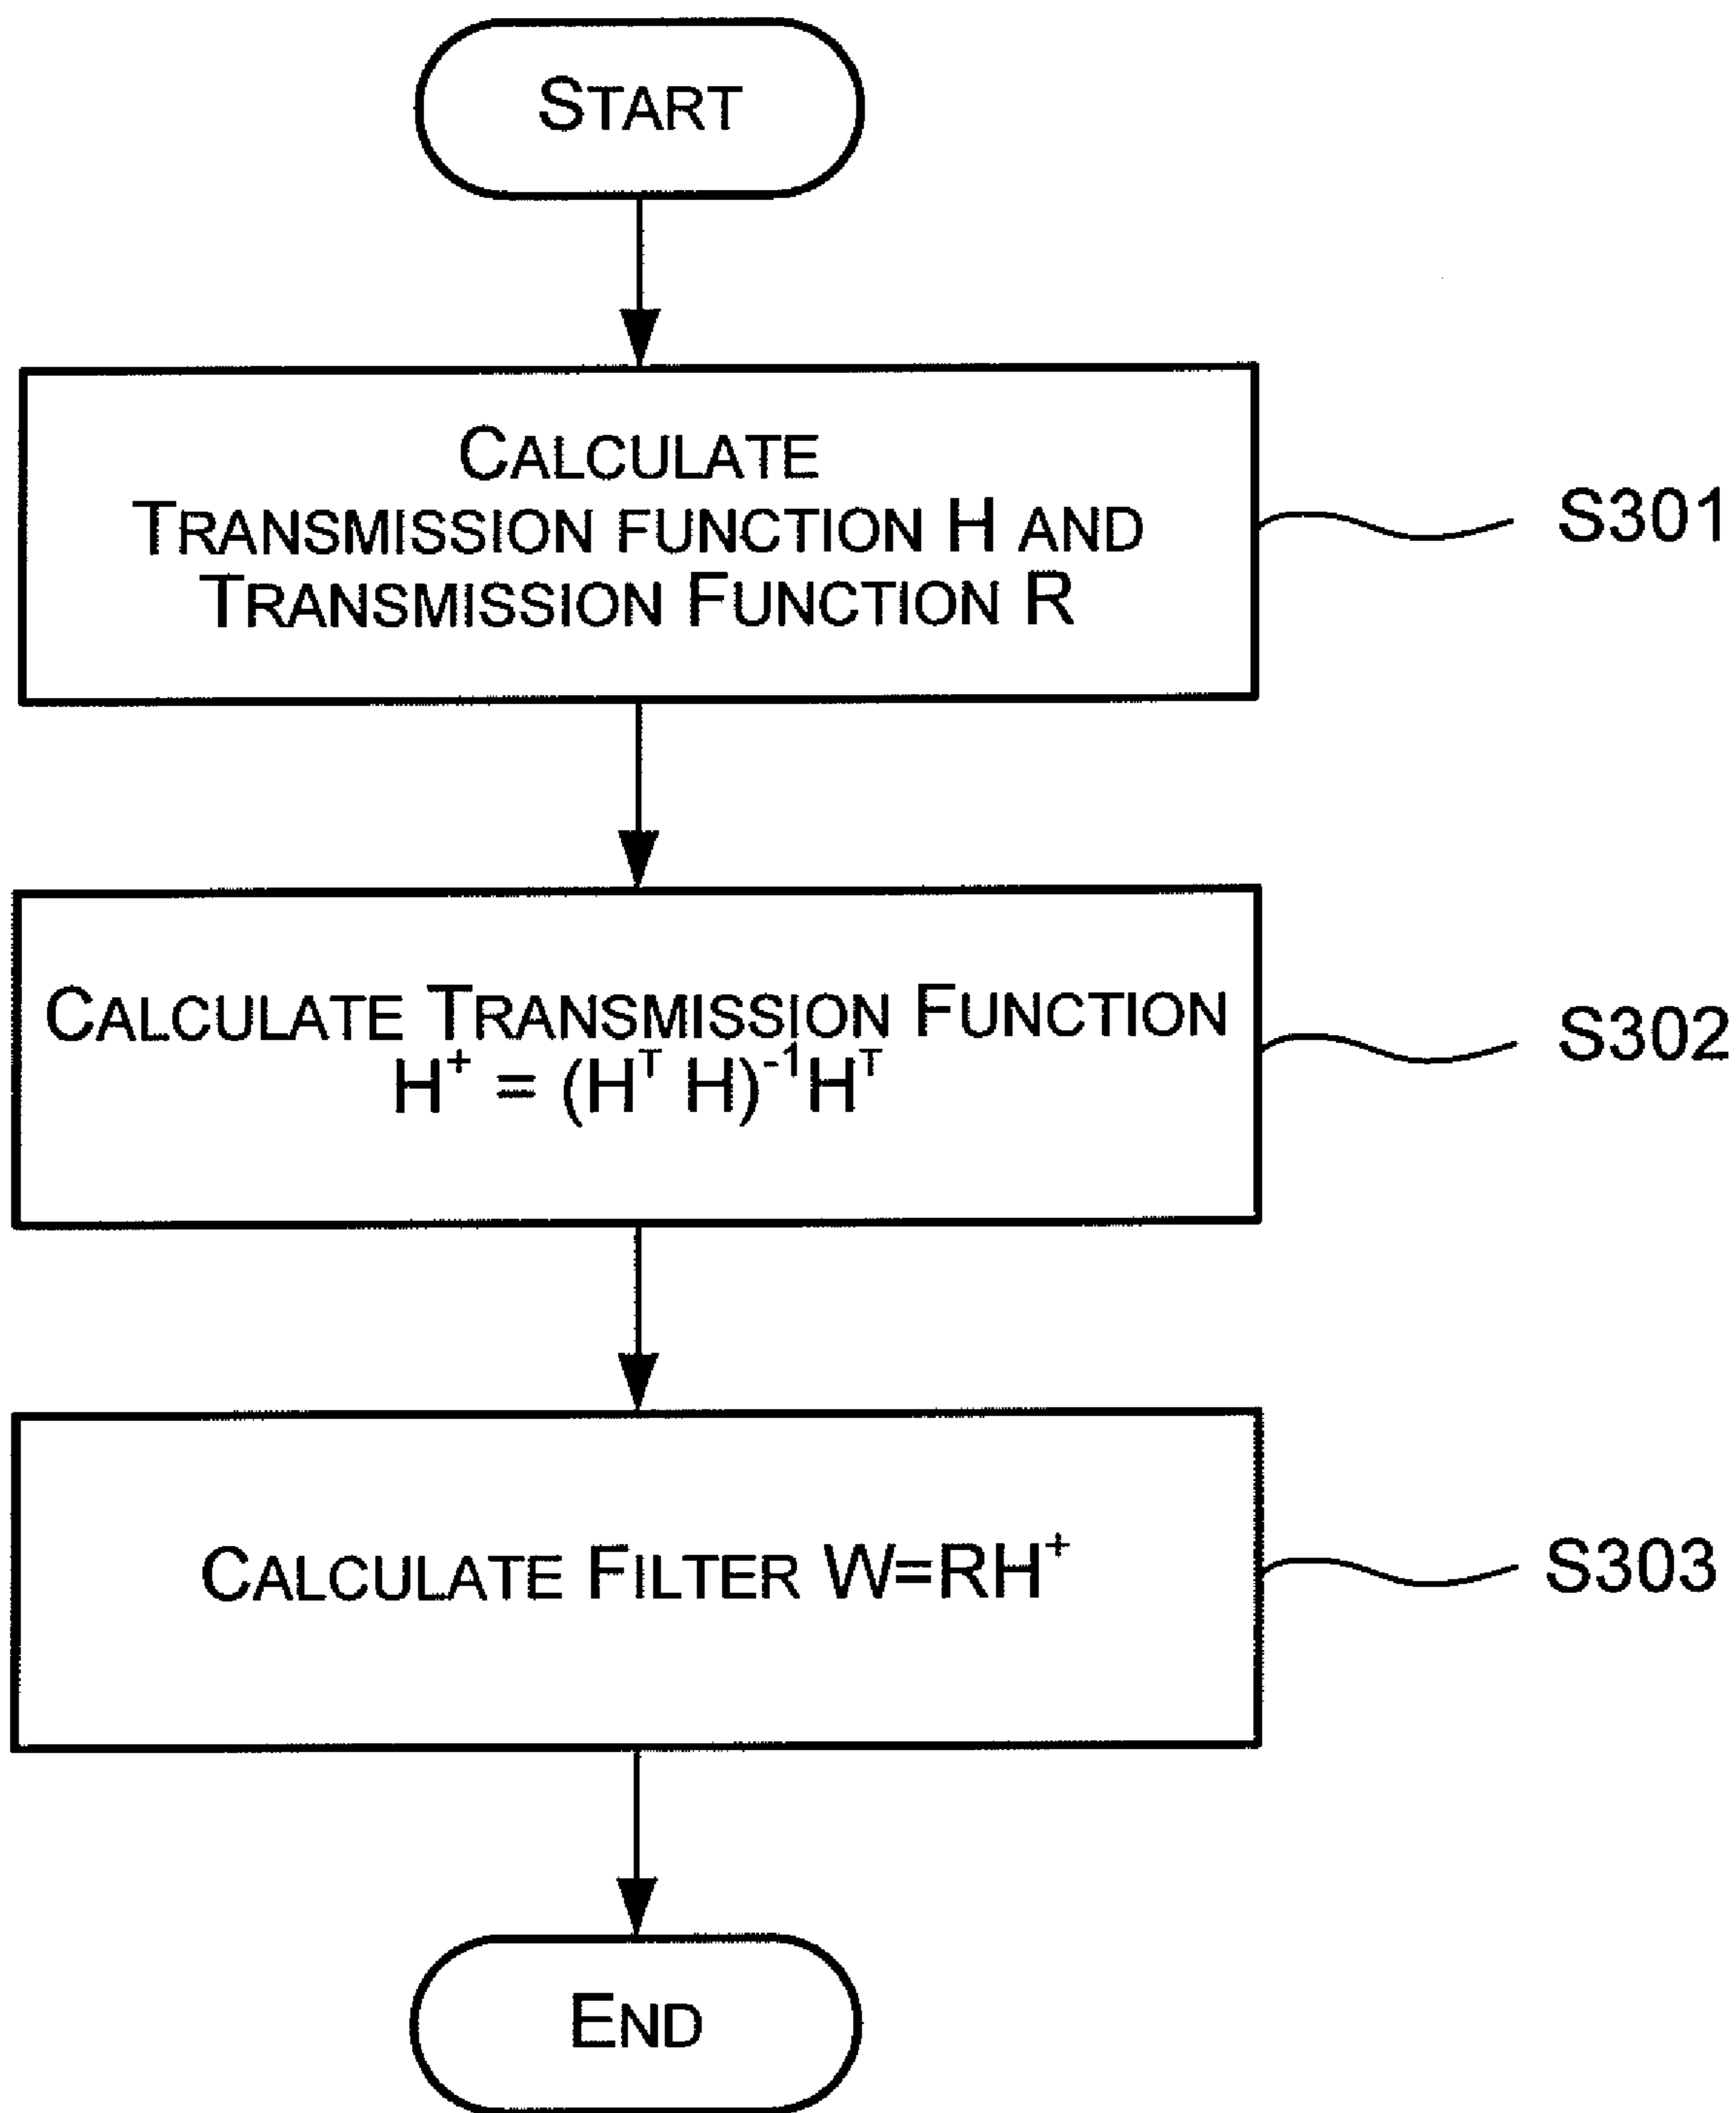 START
CALCULATE
TRANSMISSION FUNCTION H AND
TRANSMISSION FUNCTION R
S301
CALCULATE TRANSMISSION FUNCTION
H⁺ = (Hᵀ H)⁻¹Hᵀ
S302
CALCULATE FILTER W=RH⁺
S303
END